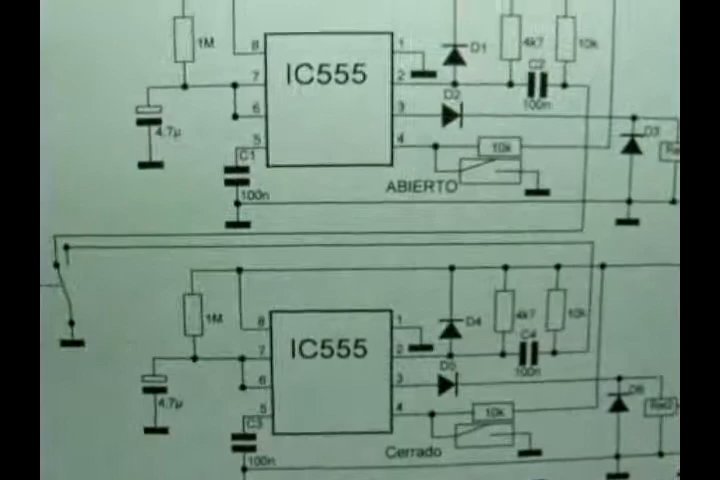 1M
4k7
10k
D1
8
1
IC555
C2
7
2
100n
D2
6
3
4,7µ
D3
5
4
10k
C1
ABIERTO
100n
1M
4k7
10k
D4
8
1
IC555
C4
7
2
100n
D5
6
3
4,7µ
D6
Rel2
5
4
10k
C3
Cerrado
100n